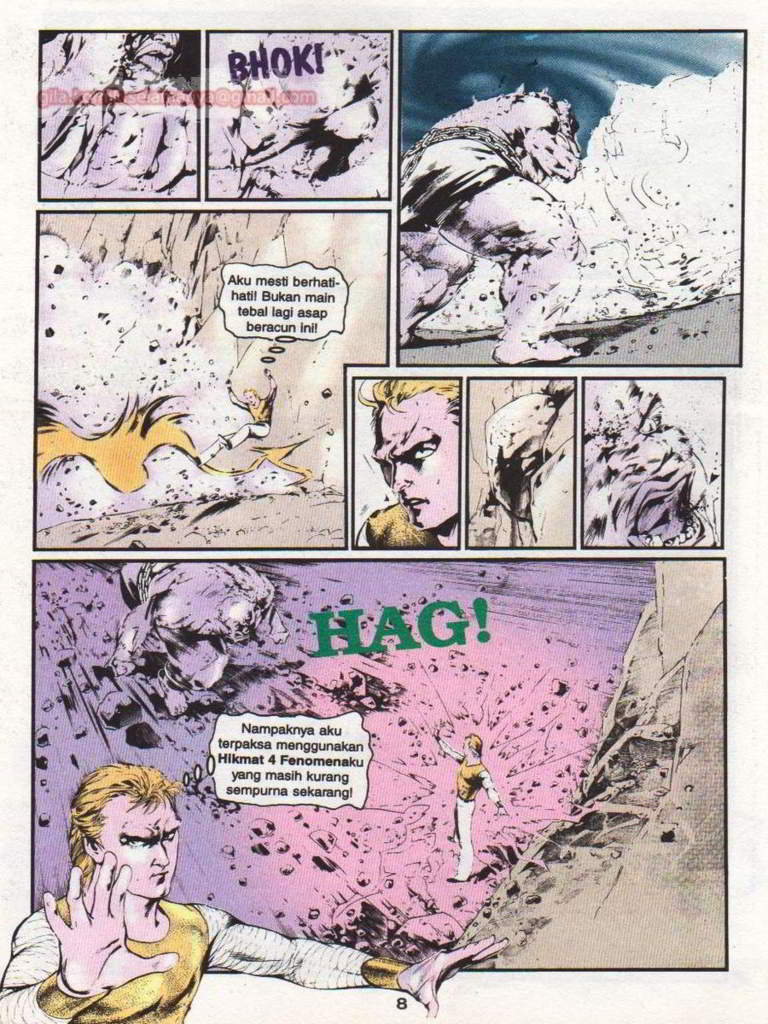 BHOK!
Aku mesti berhati-
hati! Bukan main
tebal lagi asap
beracun ini!
HAG!
Nampaknya aku
terpaksa menggunakan
Hikmat 4 Fenomenaku
yang masih kurang
sempurna sekarang!
8